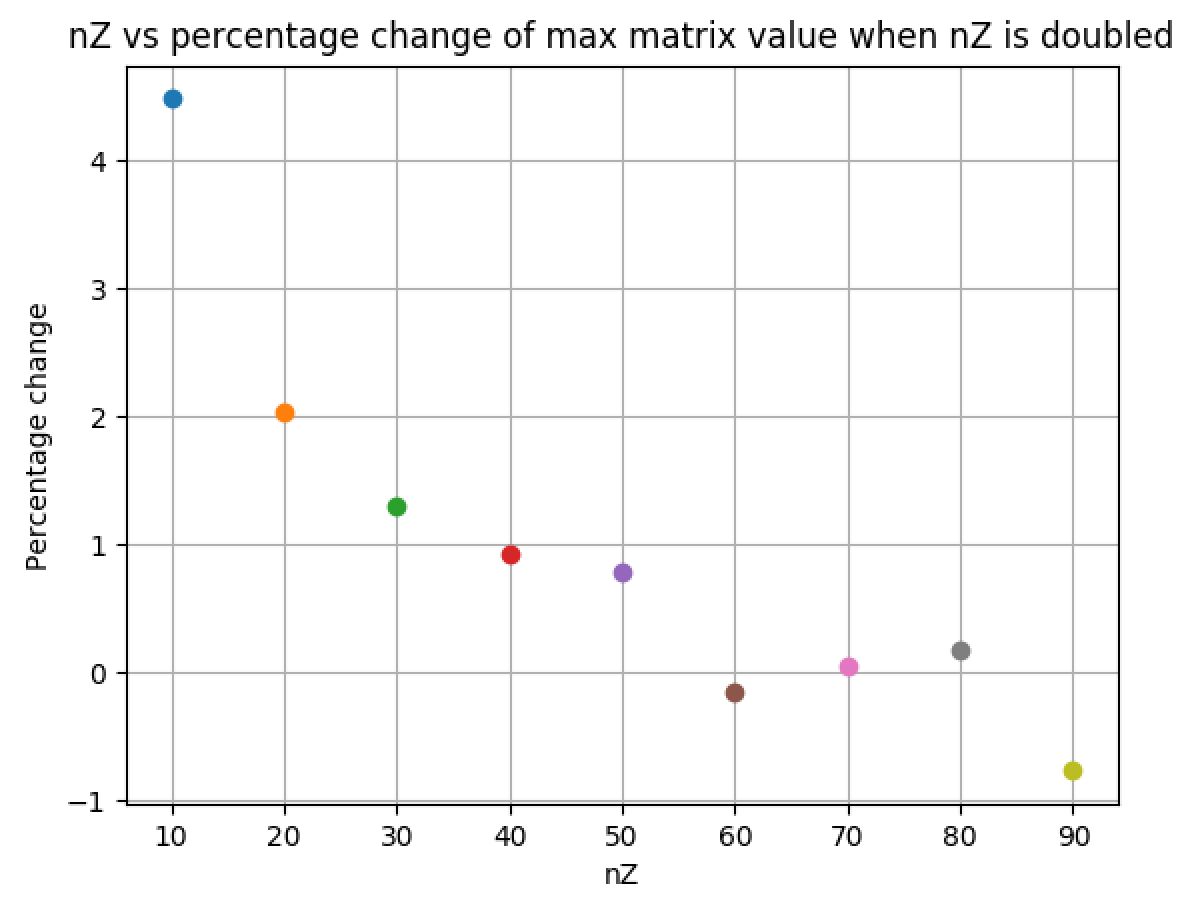 nZ vs percentage change of max matrix value when nZ is doubled
Percentage change
4
3
2
1
0
−1
10 20 30 40 50 60 70 80 90
nZ